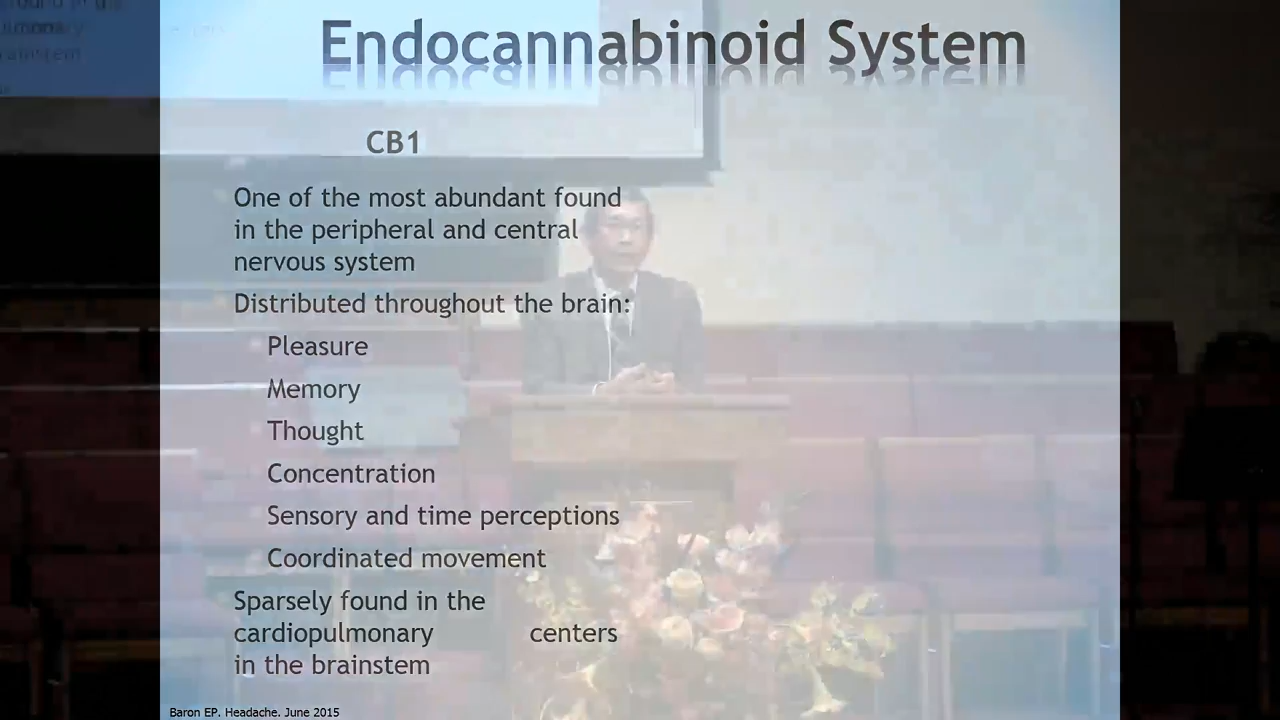 Endocannabinoid System
CB1
One of the most abundant found
in the peripheral and central
nervous system
Distributed throughout the brain:
Pleasure
Memory
Thought
Concentration
Sensory and time perceptions
Coordinated movement
Sparsely found in the
cardiopulmonary centers
in the brainstem
Baron EP. Headache. June 2015